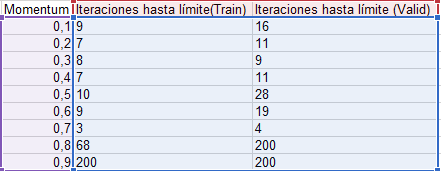 Momentum Iteraciones hasta límite(Train) Iteraciones hasta límite (Valid)
0,1 9 16
0,2 7 11
0,3 8 9
0,4 7 11
0,5 10 28
0,6 9 19
0,7 3 4
0,8 68 200
0,9 200 200